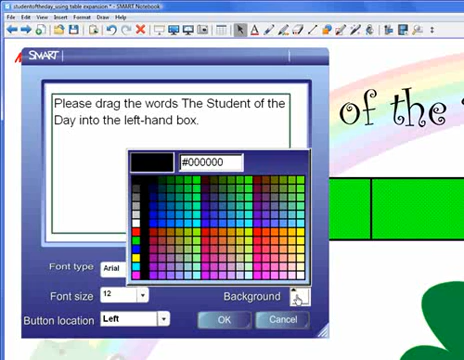 studentoftheday_using table expansion * - SMART Notebook
File Edit View Insert Format Draw Help
SMART
Please drag the words The Student of the
Day into the left-hand box.
of the
#000000
Font type Arial
Font size 12 Background
Button location: Left OK Cancel